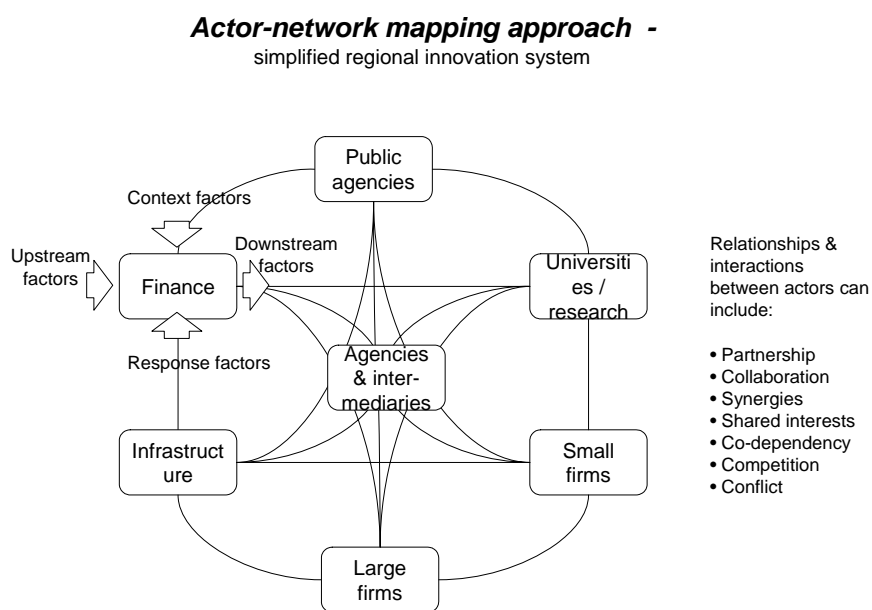 Actor-network mapping approach -
simplified regional innovation system
Public
agencies
Context factors
Upstream
factors
Downstream
factors
Finance
Universiti
es /
research
Response factors
Agencies
& inter-
mediaries
Infrastruct
ure
Small
firms
Large
firms
Relationships &
interactions
between actors can
include:
• Partnership
• Collaboration
• Synergies
• Shared interests
• Co-dependency
• Competition
• Conflict